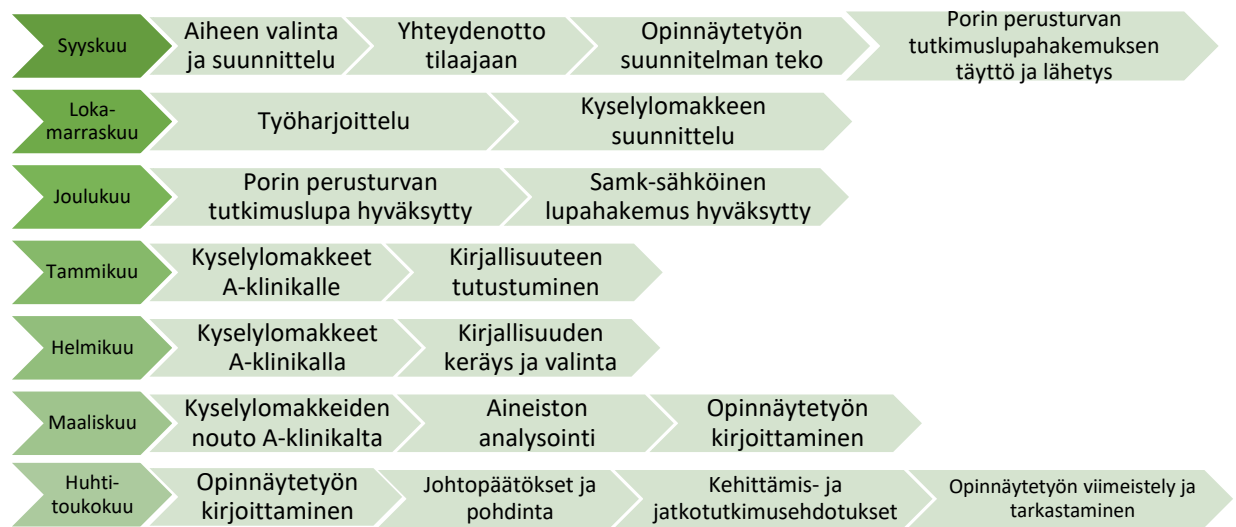 Syyskuu
Aiheen valinta
ja suunnittelu
Yhteydenotto
tilaajaan
Opinnäytetyön
suunnitelman teko
Porin perusturvan
tutkimuslupahakemuksen
täyttö ja lähetys
Loka-
marraskuu
Työharjoittelu
Kyselylomakkeen
suunnittelu
Joulukuu
Porin perusturvan
tutkimuslupa hyväksytty
Samk-sähköinen
lupahakemus hyväksytty
Tammikuu
Kyselylomakkeet
A-klinikalle
Kirjallisuuteen
tutustuminen
Helmikuu
Kyselylomakkeet
A-klinikalla
Kirjallisuuden
keräys ja valinta
Maaliskuu
Kyselylomakkeiden
nouto A-klinikalta
Aineiston
analysointi
Opinnäytetyön
kirjoittaminen
Huhti-
toukokuu
Opinnäytetyön
kirjoittaminen
Johtopäätökset ja
pohdinta
Kehittämis- ja
jatkotutkimusehdotukset
Opinnäytetyön viimeistely ja
tarkastaminen